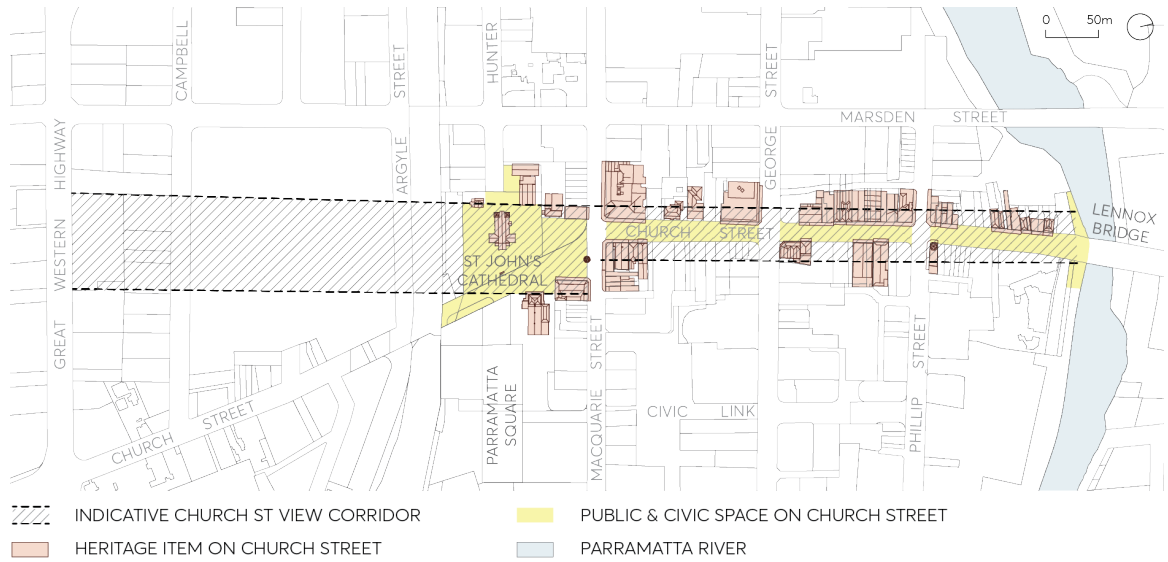 0 50m
CAMPBELL
STREET
HUNTER
STREET
MARSDEN STREET
HIGHWAY
ARGYLE
GEORGE
LENNOX
BRIDGE
CHURCH STREET
WESTERN
ST JOHN'S
CATHEDRAL
GREAT
STREET
STREET
PARRAMATTA
SQUARE
MACQUARIE
CIVIC LINK
PHILLIP
CHURCH STREET
INDICATIVE CHURCH ST VIEW CORRIDOR
PUBLIC & CIVIC SPACE ON CHURCH STREET
HERITAGE ITEM ON CHURCH STREET
PARRAMATTA RIVER